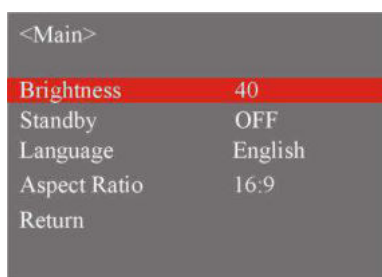 <Main>
Brightness 40
Standby OFF
Language English
Aspect Ratio 16:9
Return